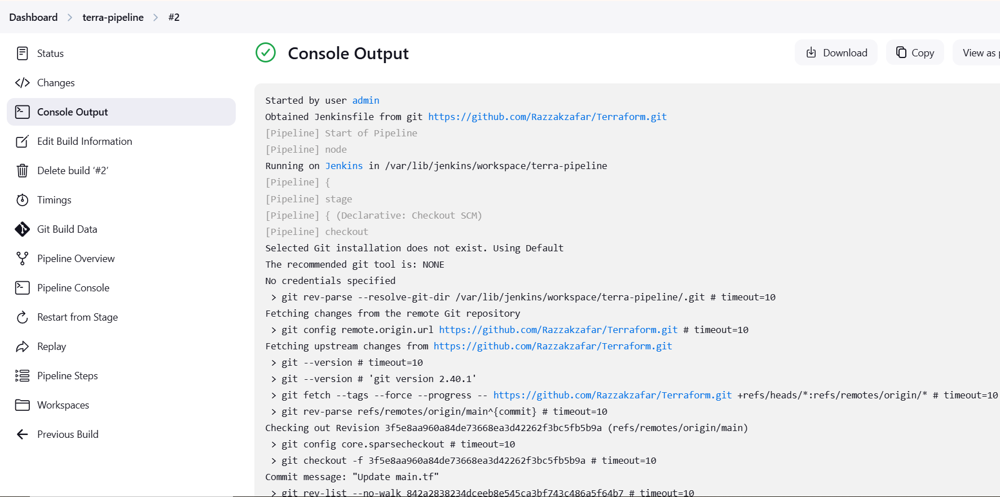 Dashboard > terra-pipeline > #2
Status
Changes
Console Output
Edit Build Information
Delete build ‘#2’
Timings
Git Build Data
Pipeline Overview
Pipeline Console
Restart from Stage
Replay
Pipeline Steps
Workspaces
Previous Build
Console Output
Download
Copy
View as
Started by user admin
Obtained Jenkinsfile from git https://github.com/Razzakzafar/Terraform.git
[Pipeline] Start of Pipeline
[Pipeline] node
Running on Jenkins in /var/lib/jenkins/workspace/terra-pipeline
[Pipeline] {
[Pipeline] stage
[Pipeline] { (Declarative: Checkout SCM)
[Pipeline] checkout
Selected Git installation does not exist. Using Default
The recommended git tool is: NONE
No credentials specified
> git rev-parse --resolve-git-dir /var/lib/jenkins/workspace/terra-pipeline/.git # timeout=10
Fetching changes from the remote Git repository
> git config remote.origin.url https://github.com/Razzakzafar/Terraform.git # timeout=10
Fetching upstream changes from https://github.com/Razzakzafar/Terraform.git
> git --version # timeout=10
> git --version # 'git version 2.40.1'
> git fetch --tags --force --progress -- https://github.com/Razzakzafar/Terraform.git +refs/heads/*:refs/remotes/origin/* # timeout=10
> git rev-parse refs/remotes/origin/main^{commit} # timeout=10
Checking out Revision 3f5e8aa960a84de73668ea3d42262f3bc5fb5b9a (refs/remotes/origin/main)
> git config core.sparsecheckout # timeout=10
> git checkout -f 3f5e8aa960a84de73668ea3d42262f3bc5fb5b9a # timeout=10
Commit message: "Update main.tf"
> git rev-list --no-walk 842a2838234dceeb8e545ca3bf743c486a5f64b7 # timeout=10